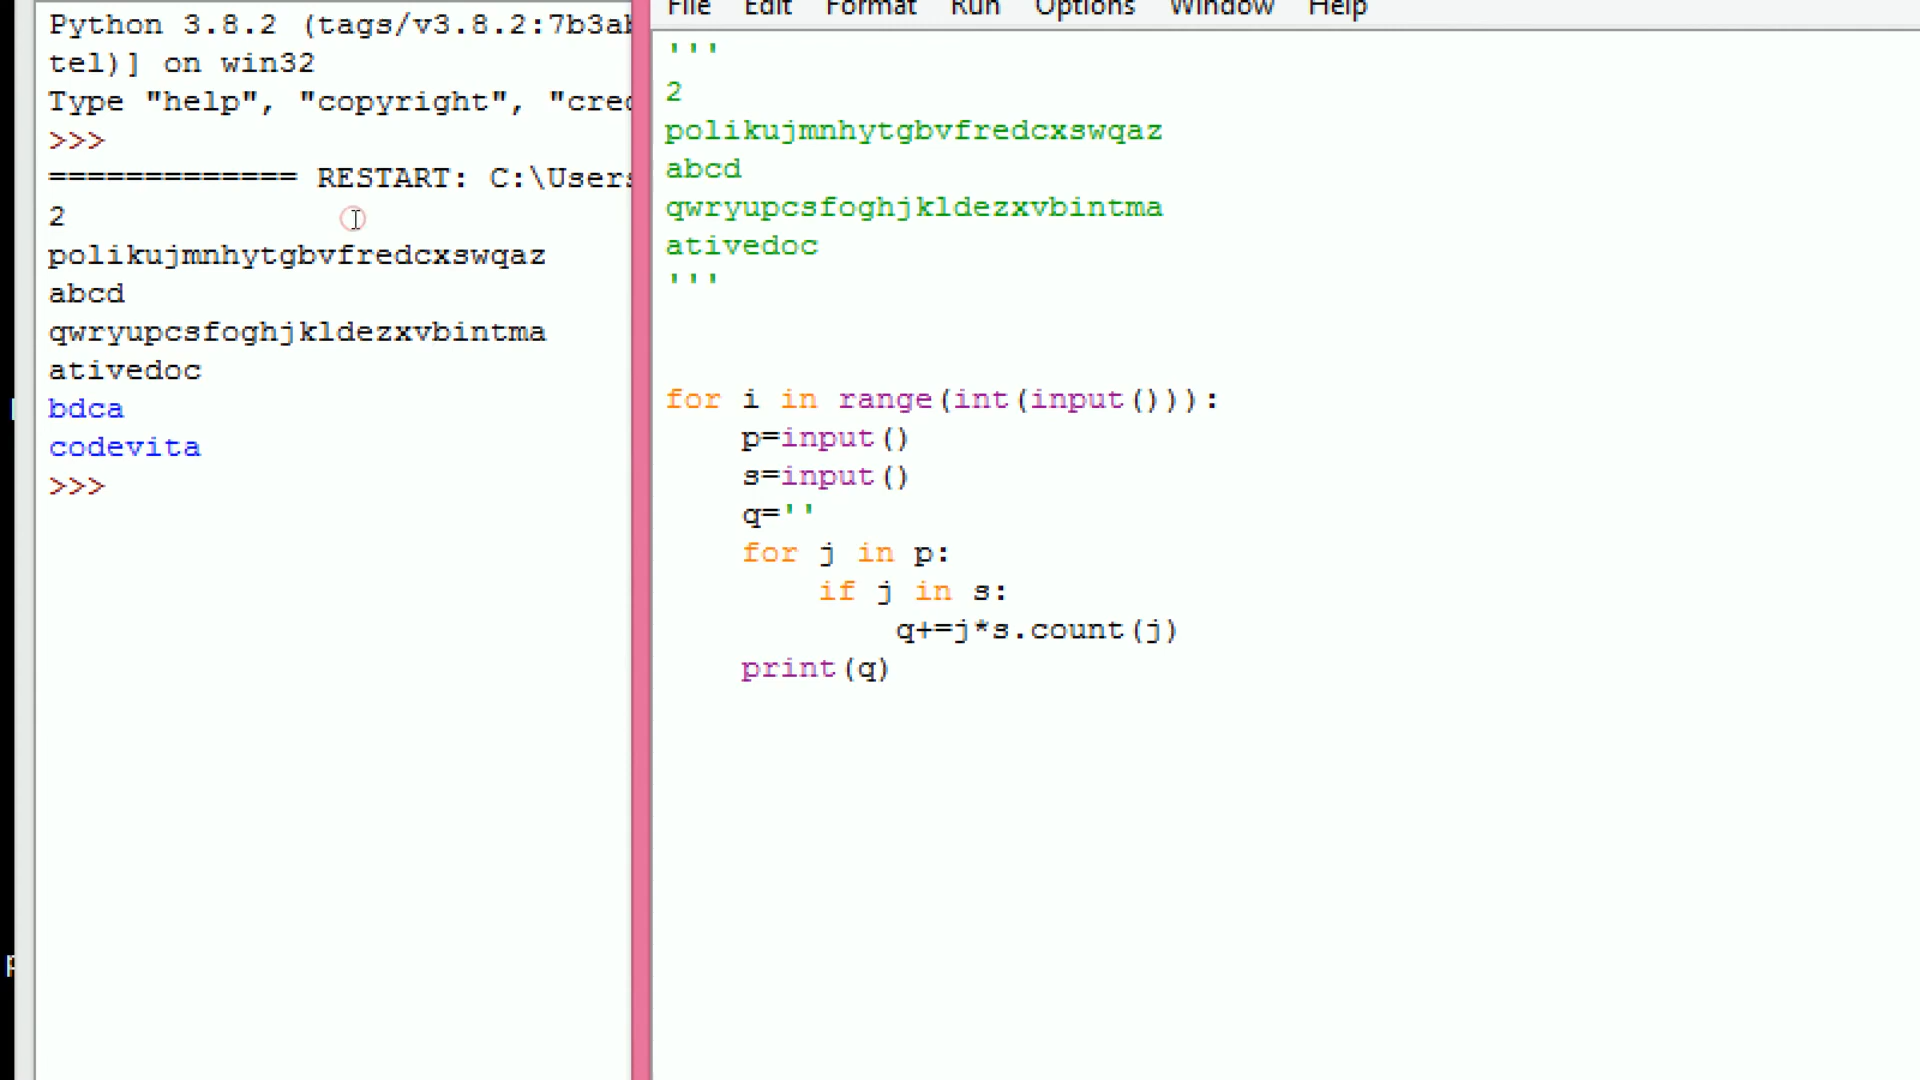 Python 3.8.2 (tags/v3.8.2:7b3a
tel)] on win32
Type "help", "copyright", "cre
>>>
============= RESTART: C:\Users
2
polikujmnhytgbvfredcxswqaz
abcd
qwryupcsfoghjkldezxvbintma
ativedoc
bdca
codevita
>>>
File Edit Format Run Options Window Help
'''
2
polikujmnhytgbvfredcxswqaz
abcd
qwryupcsfoghjkldezxvbintma
ativedoc
'''
for i in range(int(input())):
p=input()
s=input()
q=''
for j in p:
if j in s:
q+=j*s.count(j)
print(q)